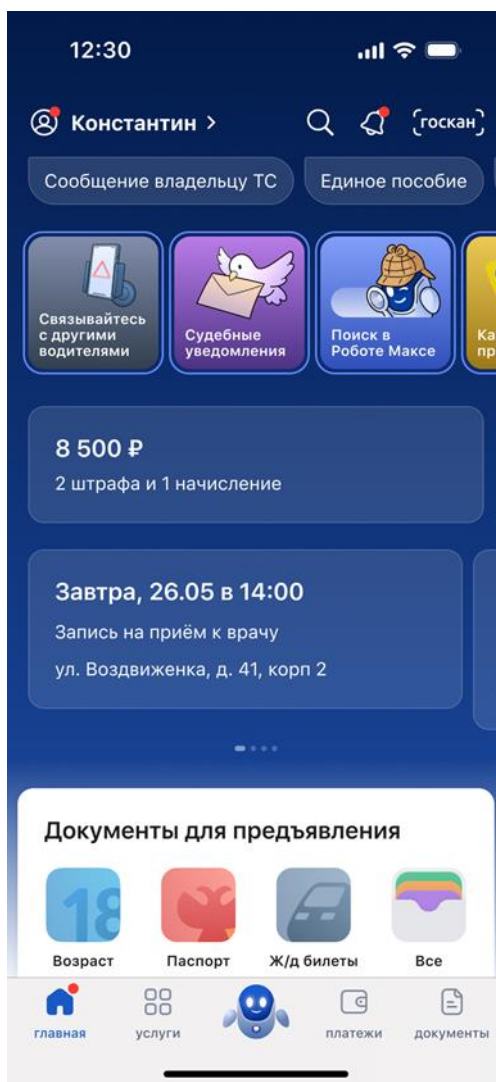 12:30
Константин >
[госкан]
Сообщение владельцу ТС
Единое пособие
Связывайтесь
с другими
водителями
Судебные
уведомления
Поиск в
Роботе Максе
8 500 ₽
2 штрафа и 1 начисление
Завтра, 26.05 в 14:00
Запись на приём к врачу
ул. Воздвиженка, д. 41, корп 2
Документы для предъявления
18
Возраст
Паспорт
Ж/д билеты
Все
главная
услуги
платежи
документы